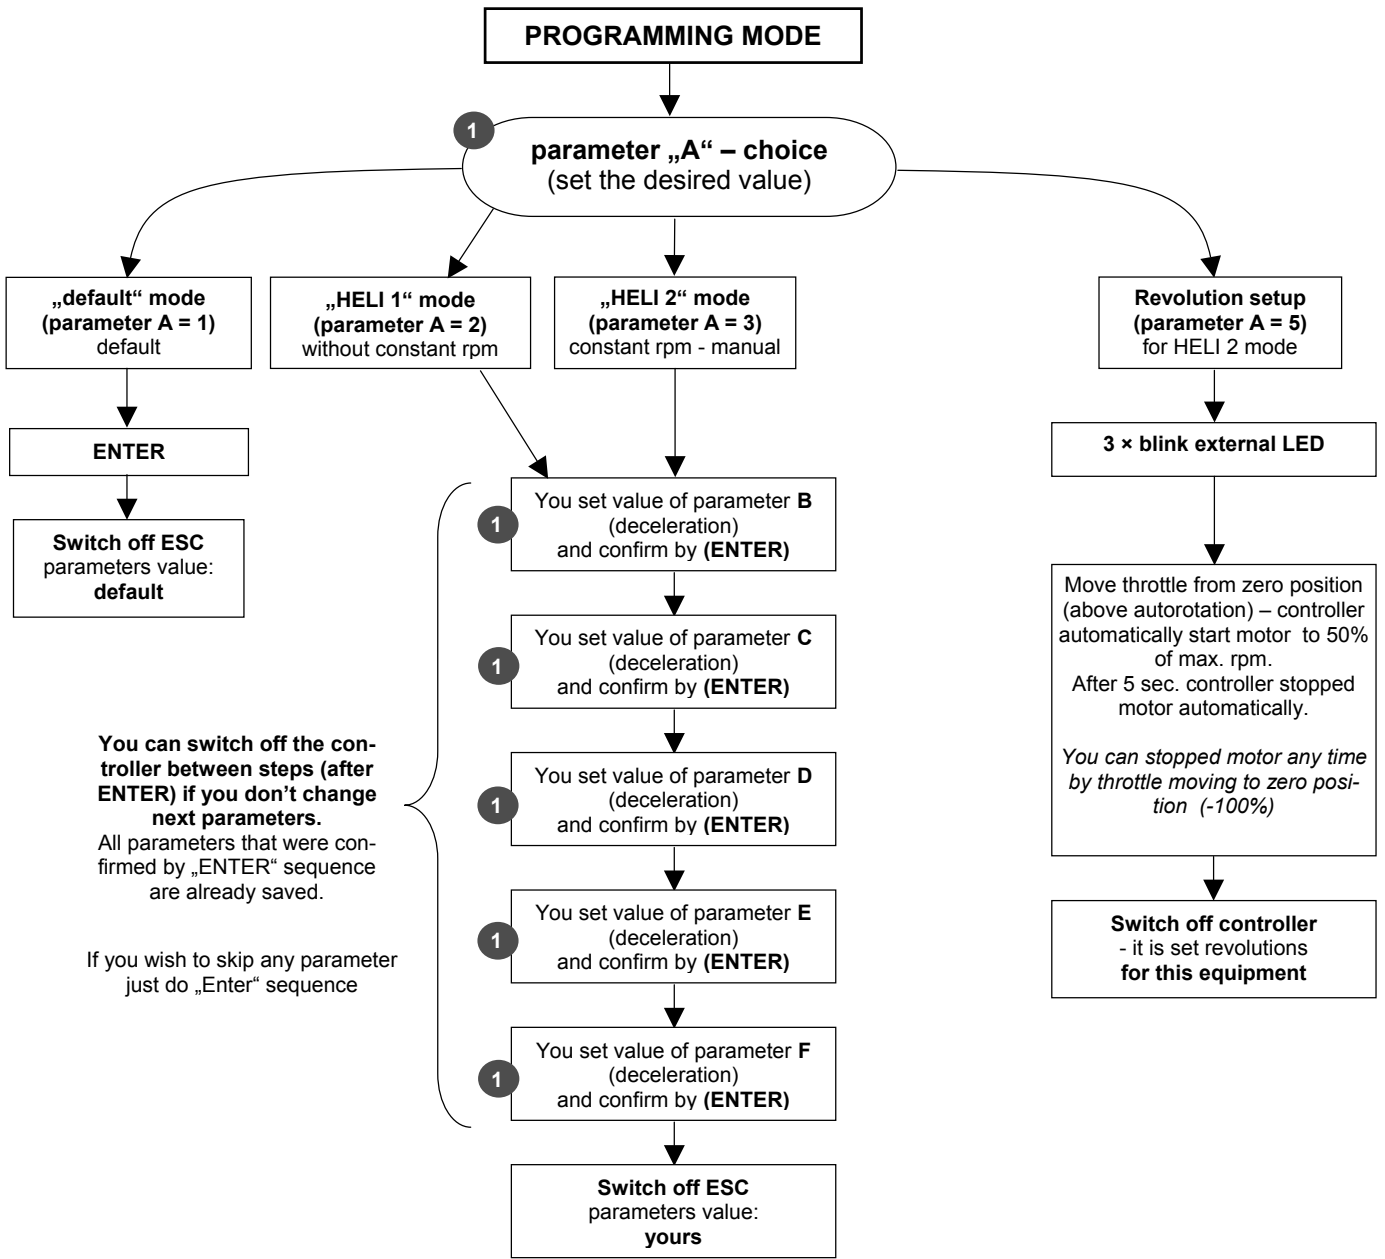 PROGRAMMING MODE
1
parameter „A“ – choice
(set the desired value)
„default“ mode
(parameter A = 1)
default
„HELI 1“ mode
(parameter A = 2)
without constant rpm
„HELI 2“ mode
(parameter A = 3)
constant rpm - manual
Revolution setup
(parameter A = 5)
for HELI 2 mode
ENTER
3 × blink external LED
Switch off ESC
parameters value:
default
1
You set value of parameter B
(deceleration)
and confirm by (ENTER)
1
You set value of parameter C
(deceleration)
and confirm by (ENTER)
1
You set value of parameter D
(deceleration)
and confirm by (ENTER)
1
You set value of parameter E
(deceleration)
and confirm by (ENTER)
1
You set value of parameter F
(deceleration)
and confirm by (ENTER)
Switch off ESC
parameters value:
yours
You can switch off the con-
troller between steps (after
ENTER) if you don’t change
next parameters.
All parameters that were con-
firmed by „ENTER“ sequence
are already saved.
If you wish to skip any parameter
just do „Enter“ sequence
Move throttle from zero position
(above autorotation) – controller
automatically start motor to 50%
of max. rpm.
After 5 sec. controller stopped
motor automatically.
You can stopped motor any time
by throttle moving to zero posi-
tion (-100%)
Switch off controller
- it is set revolutions
for this equipment